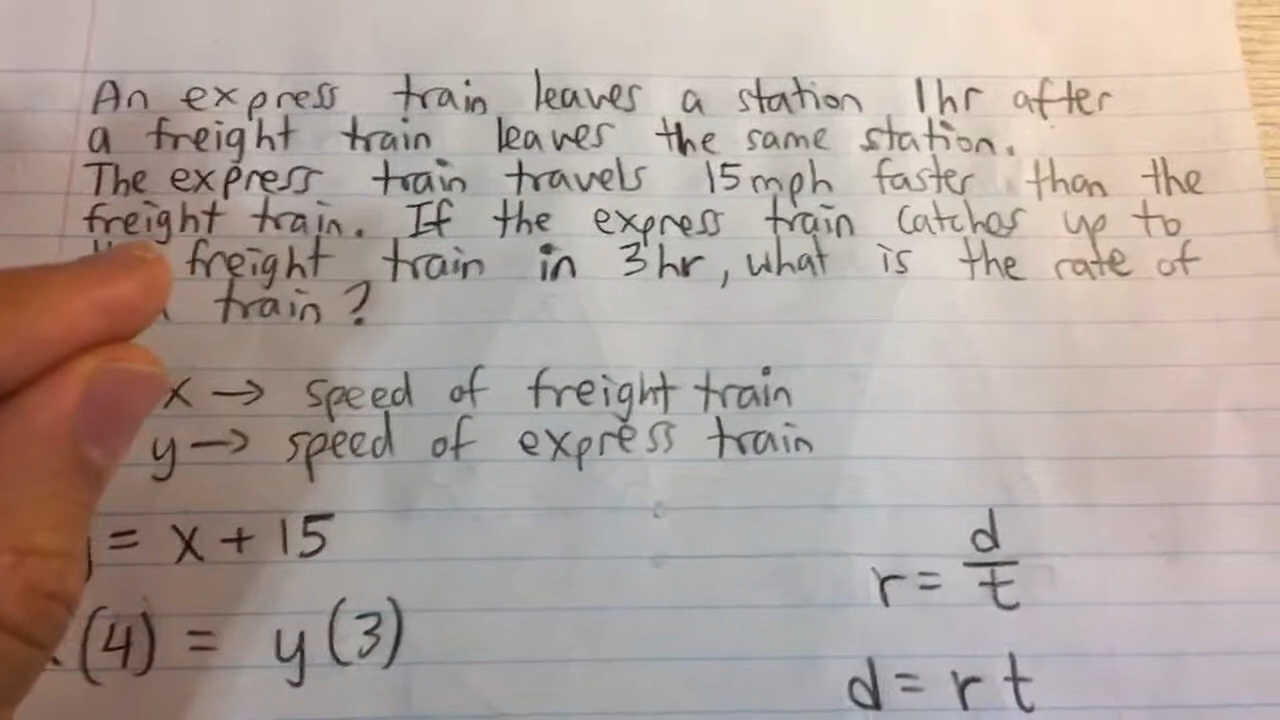 An express train leaves a station 1hr after
a freight train leaves the same station.
The express train travels 15mph faster than the
freight train. If the express train catches up to
freight train in 3hr, what is the rate of
train?
x → speed of freight train
y → speed of express train
= x + 15
(4) = y(3)
r = d/t
d = rt